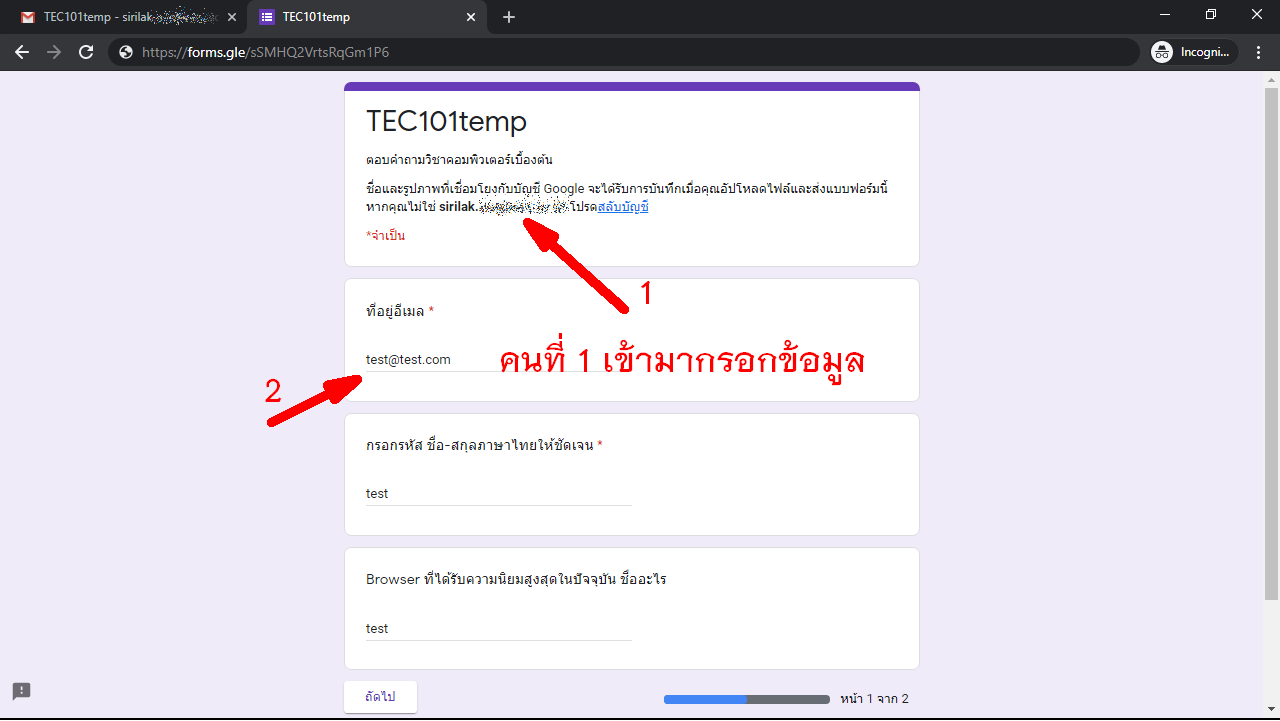 TEC101temp - sirilak
TEC101temp
https://forms.gle/sSMHQ2VrtsRqGm1P6
Incogni...
TEC101temp
ตอบคำถามวิชาคอมพิวเตอร์เบื้องต้น
ชื่อและรูปภาพที่เชื่อมโยงกับบัญชี Google จะได้รับการบันทึกเมื่อคุณอัปโหลดไฟล์และส่งแบบฟอร์มนี้
หากคุณไม่ใช่ sirilak. โปรดสลับบัญชี
*จำเป็น
1
ที่อยู่อีเมล *
test@test.com
คนที่ 1 เข้ามากรอกข้อมูล
2
กรอกรหัส ชื่อ-สกุลภาษาไทยให้ชัดเจน *
test
Browser ที่ได้รับความนิยมสูงสุดในปัจจุบัน ชื่ออะไร
test
ถัดไป
หน้า 1 จาก 2